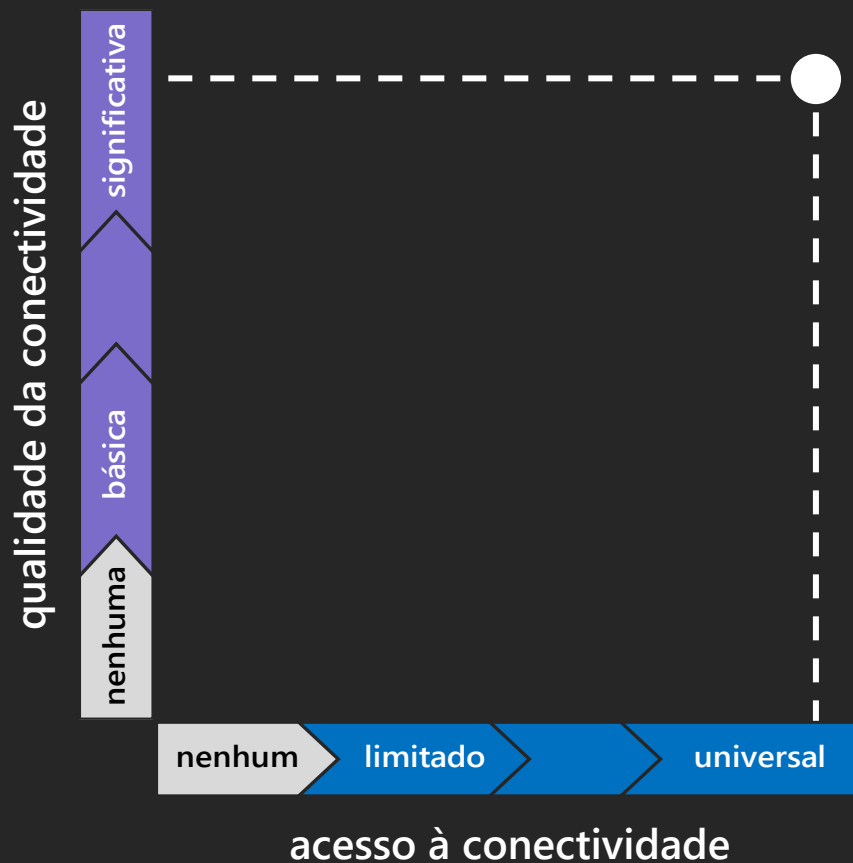 qualidade da conectividade
significativa
básica
nenhuma
nenhum
limitado
universal
acesso à conectividade